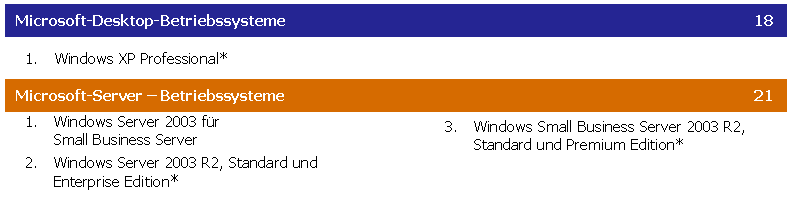 Microsoft-Desktop-Betriebssysteme 18
1. Windows XP Professional*
Microsoft-Server – Betriebssysteme 21
1. Windows Server 2003 für
Small Business Server
2. Windows Server 2003 R2, Standard und
Enterprise Edition*
3. Windows Small Business Server 2003 R2,
Standard und Premium Edition*